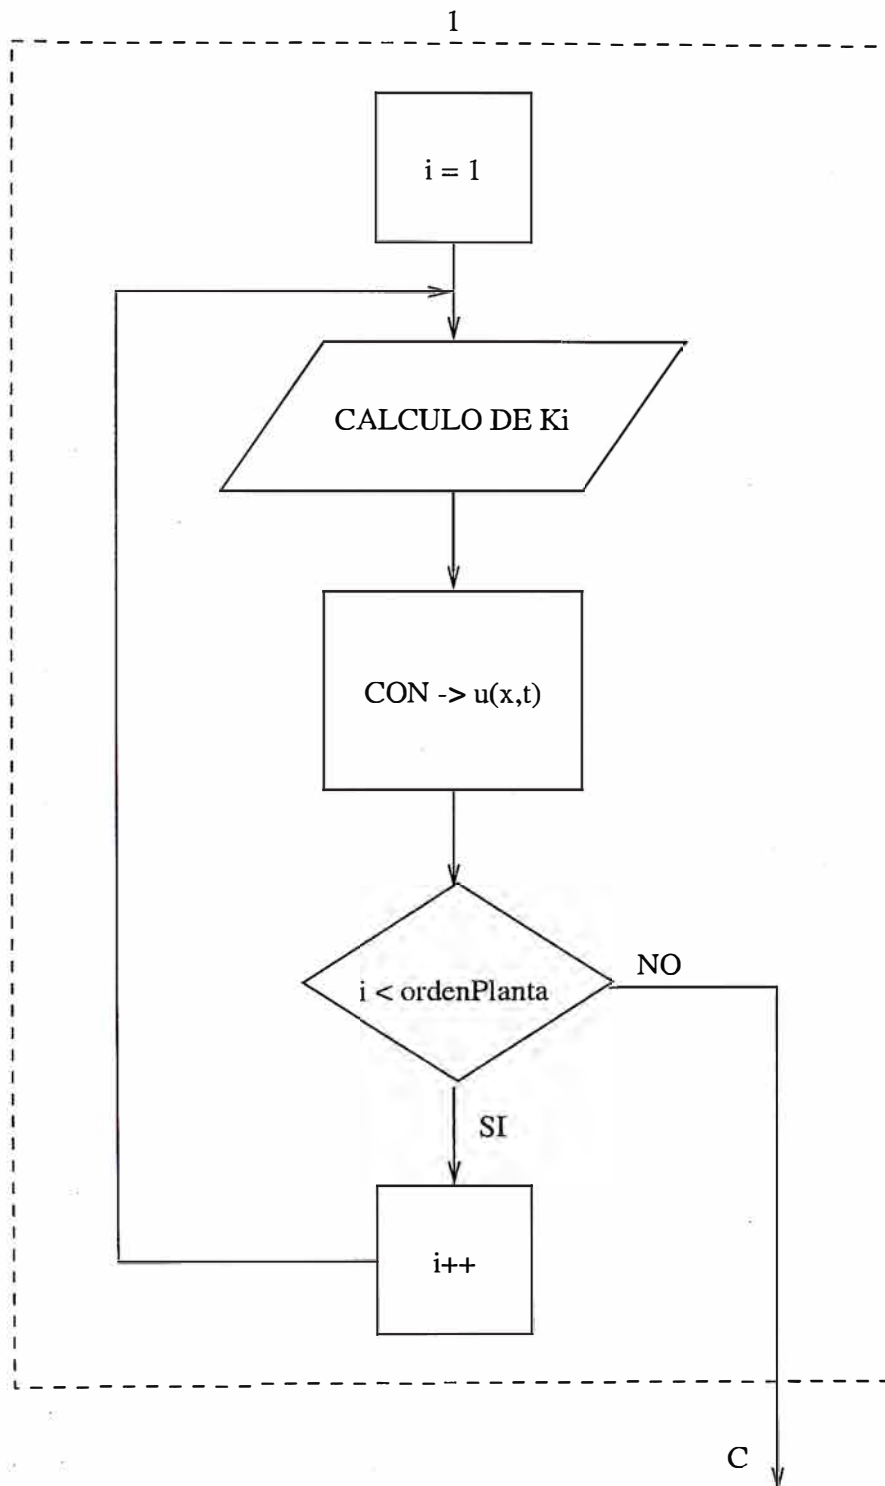 1
i = 1
CALCULO DE Ki
CON -> u(x,t)
i < ordenPlanta
NO
SI
i++
C